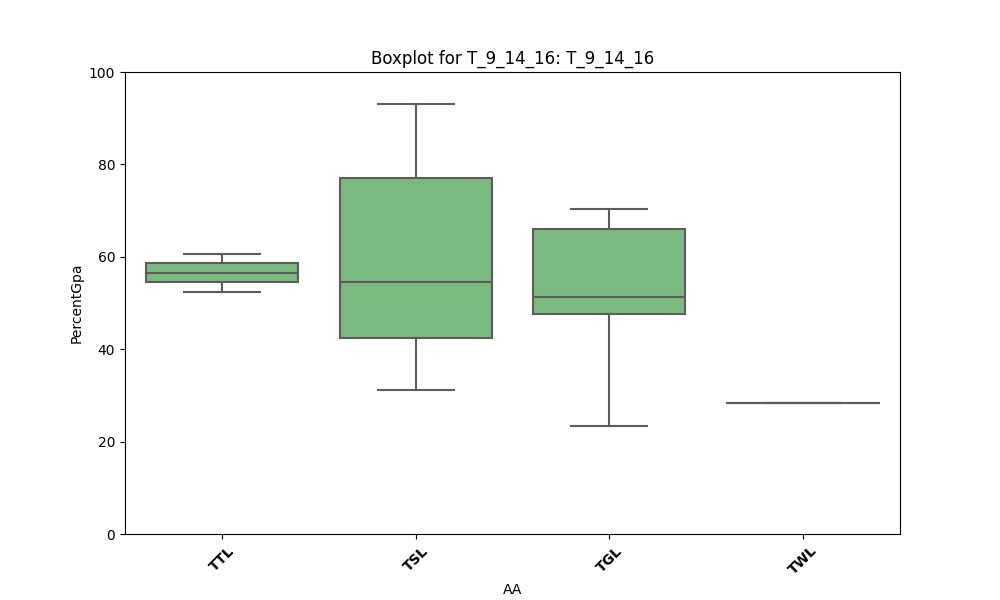 Boxplot for T_9_14_16: T_9_14_16
100
80
60
40
20
0
PercentGpa
TTL
TSL
TGL
TWL
AA